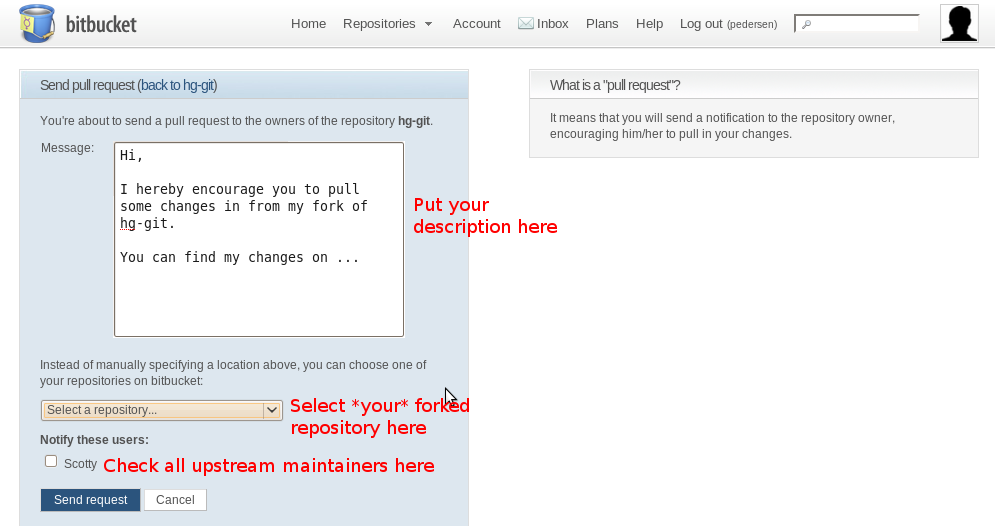 bitbucket
Home Repositories Account Inbox Plans Help Log out (pedersen)
Send pull request (back to hg-git)
You're about to send a pull request to the owners of the repository hg-git.
Message:
Hi,
I hereby encourage you to pull
some changes in from my fork of
hg-git.
You can find my changes on ...
Put your
description here
Instead of manually specifying a location above, you can choose one of
your repositories on bitbucket:
Select a repository...
Select *your* forked
repository here
Notify these users:
Scotty
Check all upstream maintainers here
Send request Cancel
What is a "pull request"?
It means that you will send a notification to the repository owner,
encouraging him/her to pull in your changes.